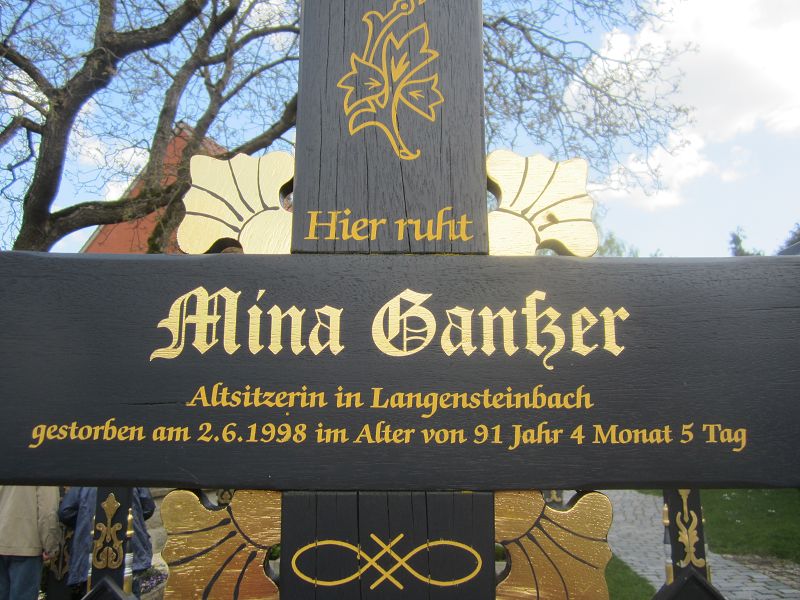 Hier ruht
Mina Gantzer
Altsitzerin in Langensteinbach
gestorben am 2.6.1998 im Alter von 91 Jahr 4 Monat 5 Tag